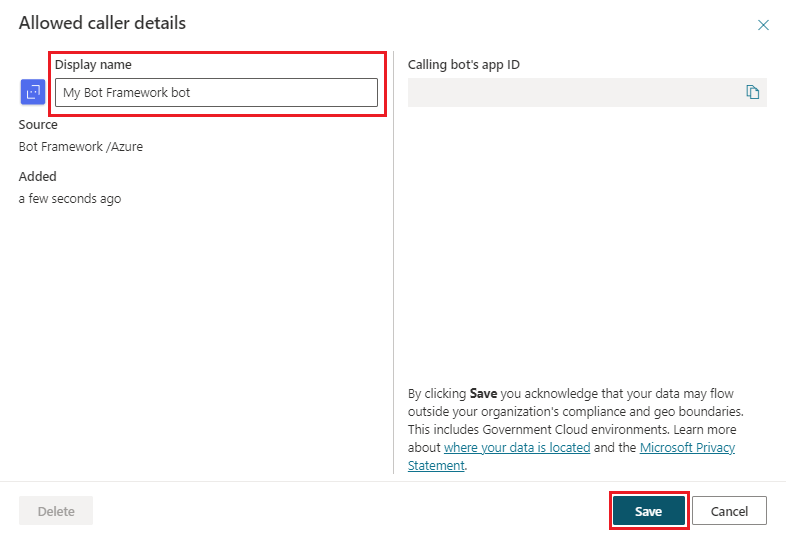 Allowed caller details
Display name
My Bot Framework bot
Source
Bot Framework /Azure
Added
a few seconds ago
Calling bot's app ID
By clicking Save you acknowledge that your data may flow
outside your organization's compliance and geo boundaries.
This includes Government Cloud environments. Learn more
about where your data is located and the Microsoft Privacy
Statement.
Delete
Save
Cancel